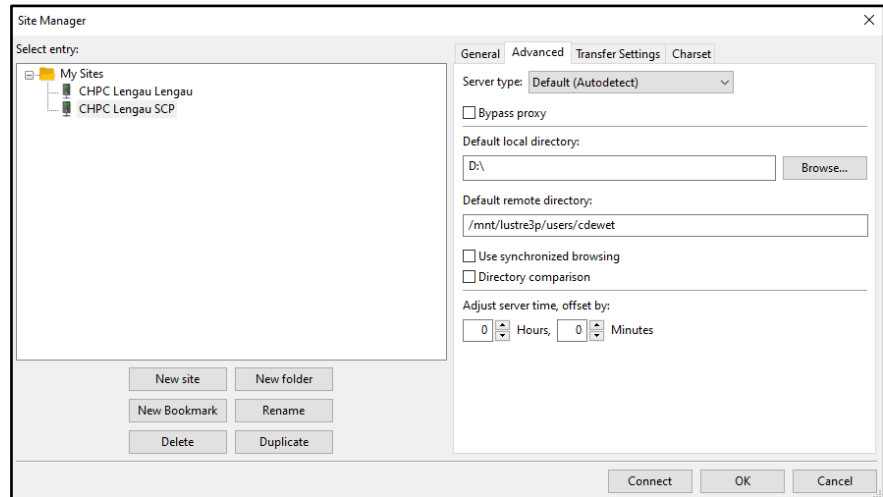 Site Manager
Select entry:
My Sites
CHPC Lengau Lengau
CHPC Lengau SCP
New site
New folder
New Bookmark
Rename
Delete
Duplicate
General
Advanced
Transfer Settings
Charset
Server type: Default (Autodetect)
Bypass proxy
Default local directory:
D:\
Browse...
Default remote directory:
/mnt/lustre3p/users/cdewet
Use synchronized browsing
Directory comparison
Adjust server time, offset by:
0 Hours, 0 Minutes
Connect
OK
Cancel